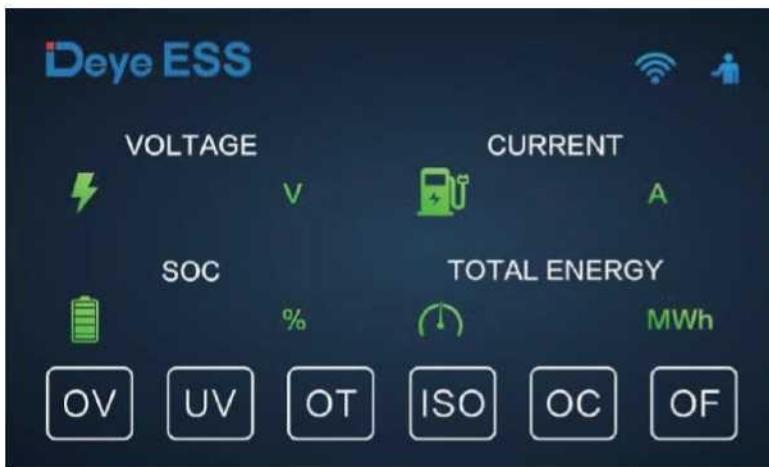 Deye ESS
VOLTAGE
CURRENT
V
A
SOC
TOTAL ENERGY
%
MWh
OV
UV
OT
ISO
OC
OF